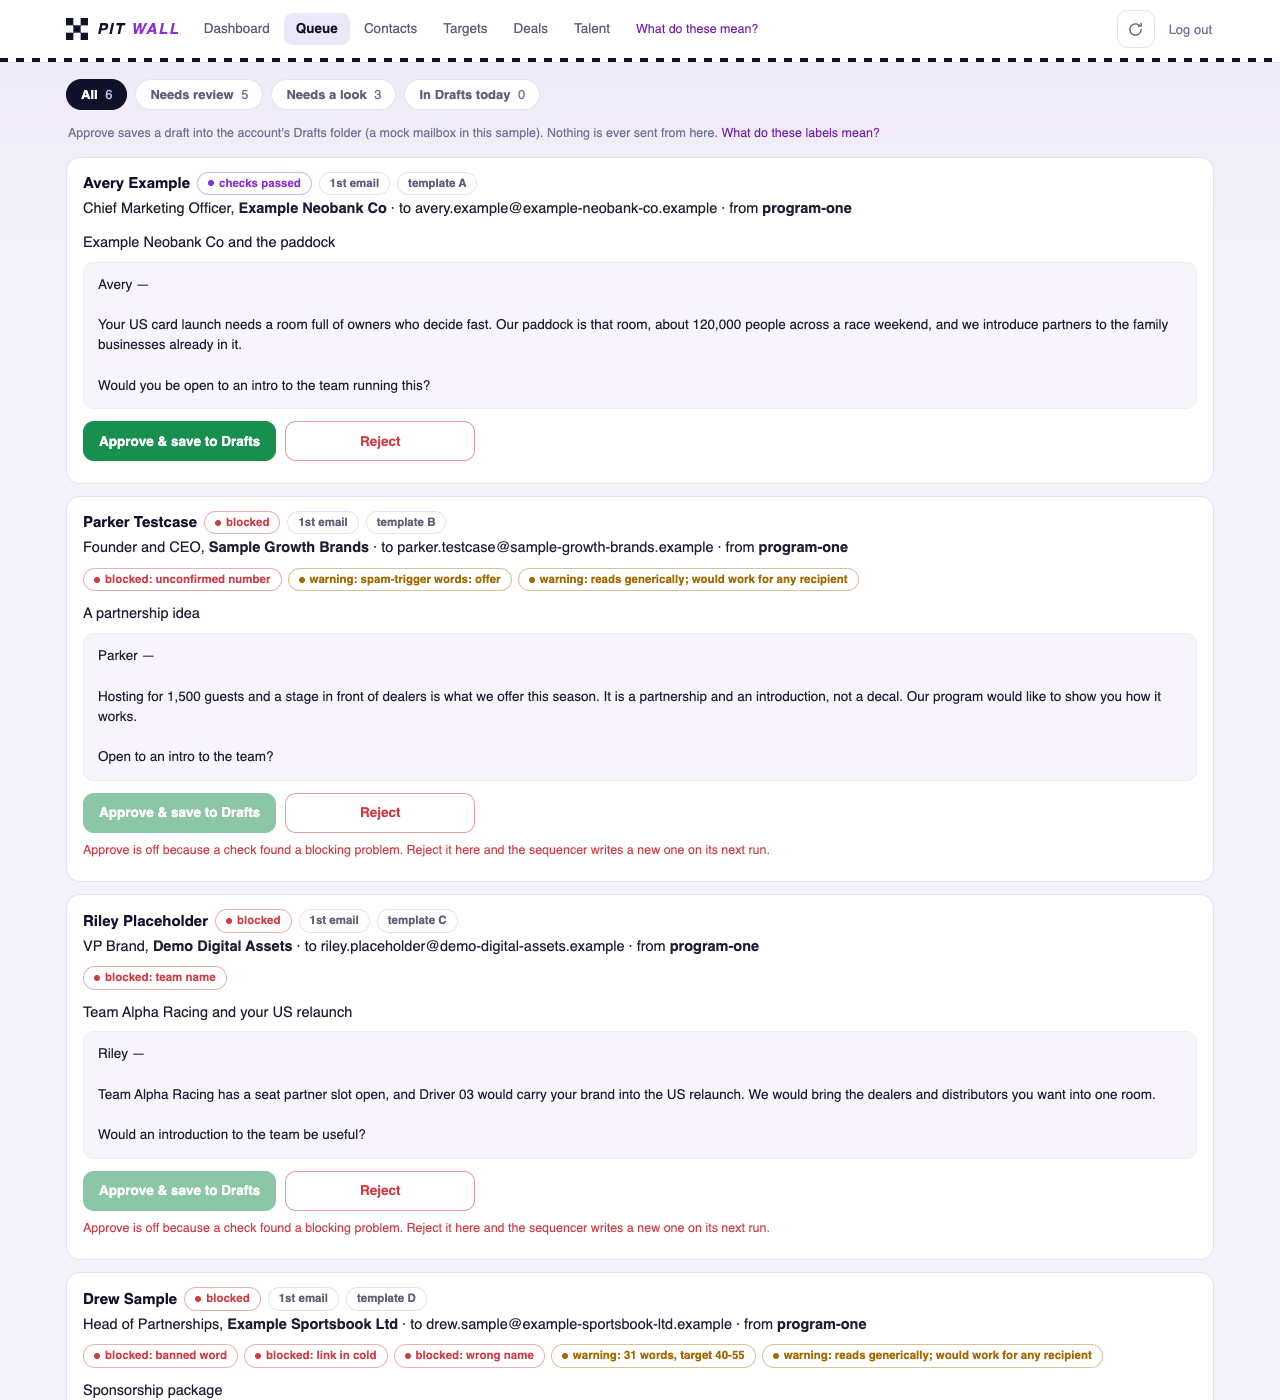 PIT WALL Dashboard Queue Contacts Targets Deals Talent What do these mean? Log out
All 6 Needs review 5 Needs a look 3 In Drafts today 0
Approve saves a draft into the account's Drafts folder (a mock mailbox in this sample). Nothing is ever sent from here. What do these labels mean?
Avery Example checks passed 1st email template A
Chief Marketing Officer, Example Neobank Co · to avery.example@example-neobank-co.example · from program-one
Example Neobank Co and the paddock
Avery —
Your US card launch needs a room full of owners who decide fast. Our paddock is that room, about 120,000 people across a race weekend, and we introduce partners to the family
businesses already in it.
Would you be open to an intro to the team running this?
Approve & save to Drafts Reject
Parker Testcase blocked 1st email template B
Founder and CEO, Sample Growth Brands · to parker.testcase@sample-growth-brands.example · from program-one
blocked: unconfirmed number warning: spam-trigger words: offer warning: reads generically; would work for any recipient
A partnership idea
Parker —
Hosting for 1,500 guests and a stage in front of dealers is what we offer this season. It is a partnership and an introduction, not a decal. Our program would like to show you how it
works.
Open to an intro to the team?
Approve & save to Drafts Reject
Approve is off because a check found a blocking problem. Reject it here and the sequencer writes a new one on its next run.
Riley Placeholder blocked 1st email template C
VP Brand, Demo Digital Assets · to riley.placeholder@demo-digital-assets.example · from program-one
blocked: team name
Team Alpha Racing and your US relaunch
Riley —
Team Alpha Racing has a seat partner slot open, and Driver 03 would carry your brand into the US relaunch. We would bring the dealers and distributors you want into one room.
Would an introduction to the team be useful?
Approve & save to Drafts Reject
Approve is off because a check found a blocking problem. Reject it here and the sequencer writes a new one on its next run.
Drew Sample blocked 1st email template D
Head of Partnerships, Example Sportsbook Ltd · to drew.sample@example-sportsbook-ltd.example · from program-one
blocked: banned word blocked: link in cold blocked: wrong name warning: 31 words, target 40-55 warning: reads generically; would work for any recipient
Sponsorship package